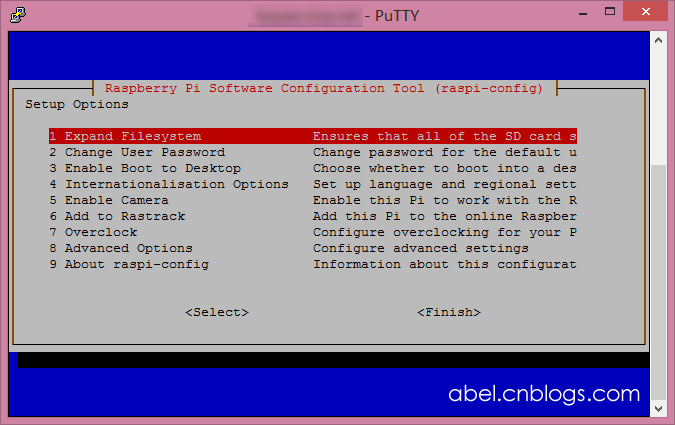 - PuTTY
Raspberry Pi Software Configuration Tool (raspi-config)
Setup Options
1 Expand Filesystem Ensures that all of the SD card s
2 Change User Password Change password for the default u
3 Enable Boot to Desktop Choose whether to boot into a des
4 Internationalisation Options Set up language and regional sett
5 Enable Camera Enable this Pi to work with the R
6 Add to Rastrack Add this Pi to the online Raspber
7 Overclock Configure overclocking for your P
8 Advanced Options Configure advanced settings
9 About raspi-config Information about this configurat
<Select> <Finish>
abel.cnblogs.com